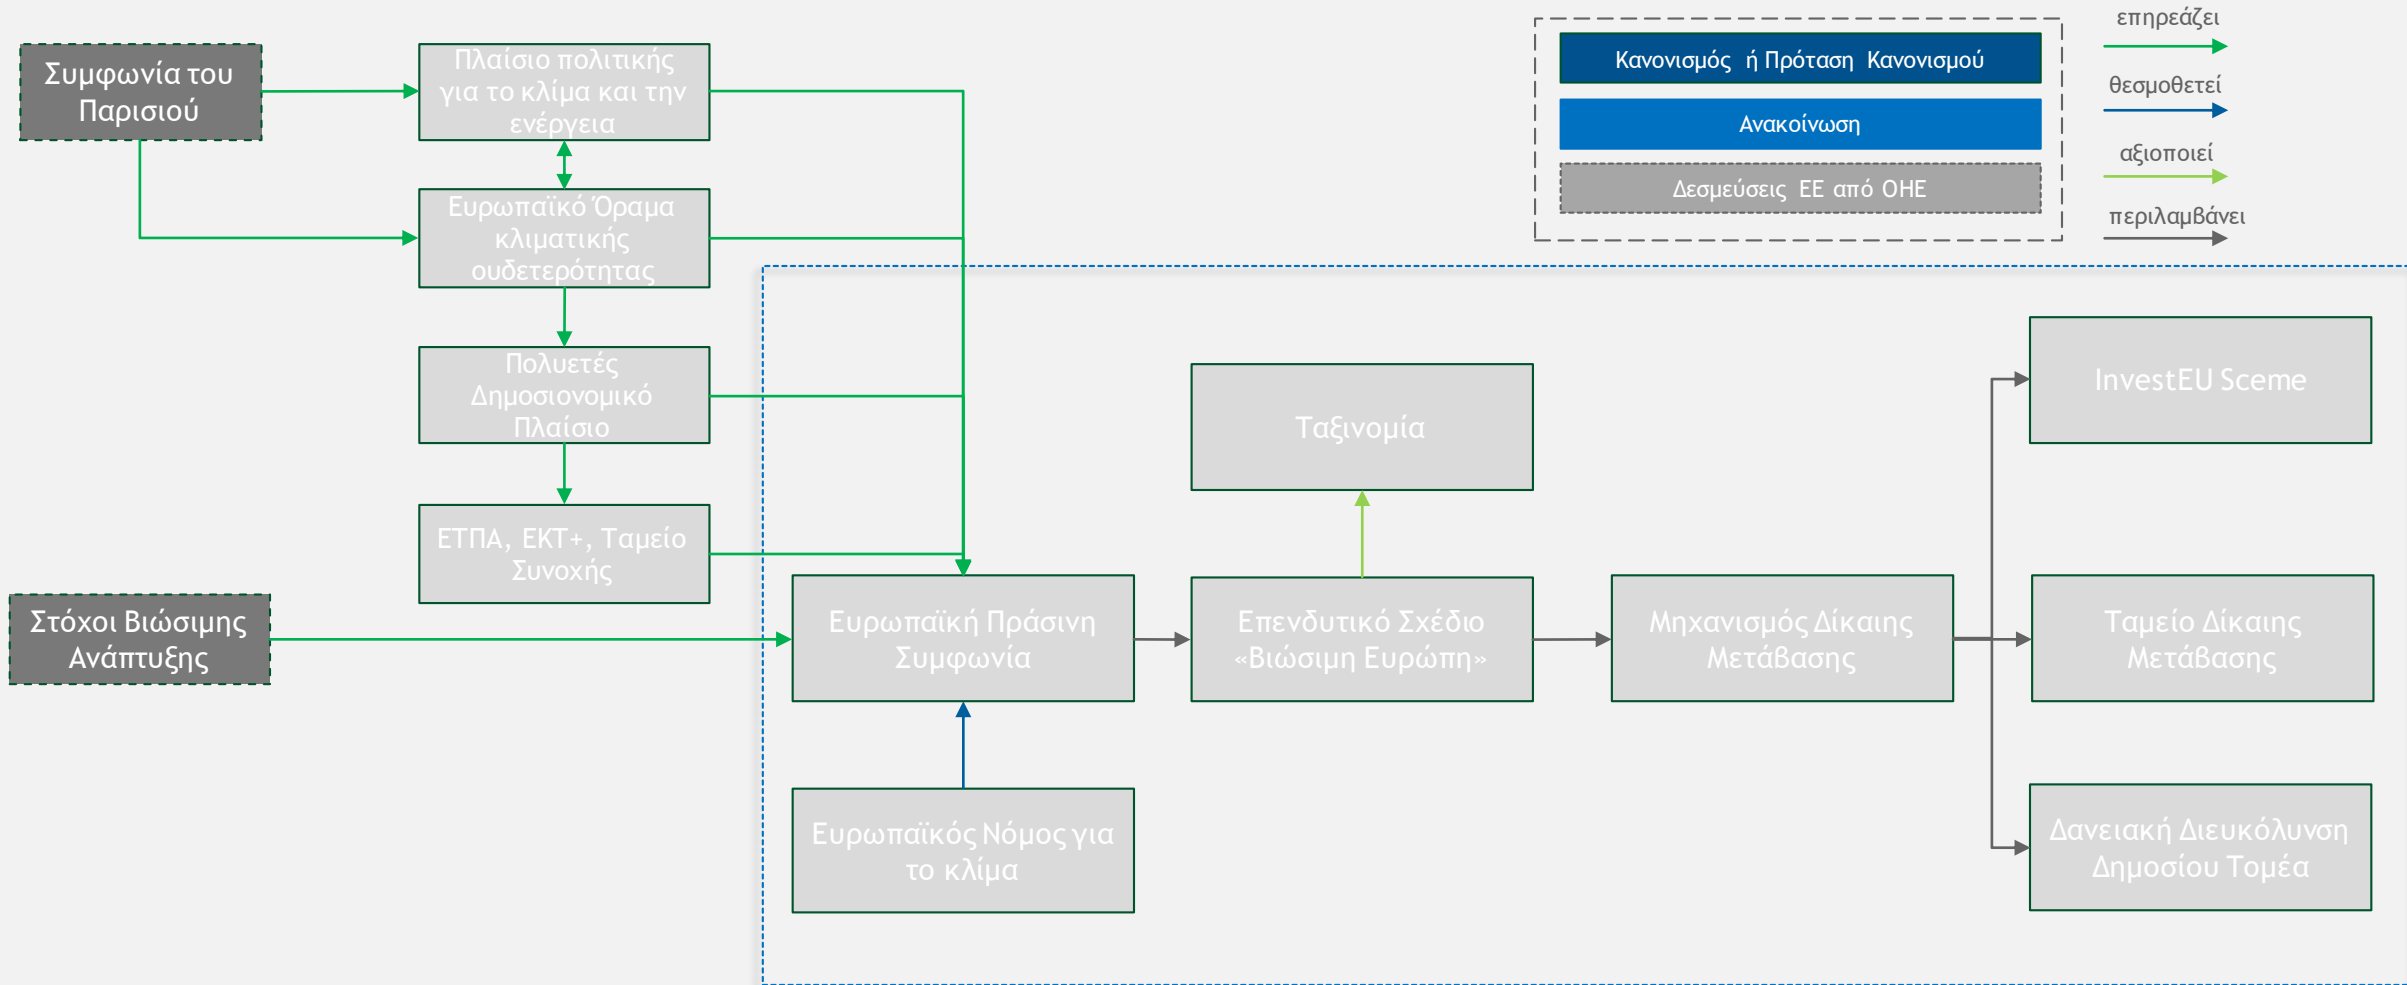 Συμφωνία του
Παρισιού
Πλαίσιο πολιτικής
για το κλίμα και την
ενέργεια
Κανονισμός ή Πρόταση Κανονισμού
Ανακοίνωση
Δεσμεύσεις ΕΕ από ΟΗΕ
επηρεάζει
θεσμοθετεί
αξιοποιεί
περιλαμβάνει
Ευρωπαϊκό Όραμα
κλιματικής
ουδετερότητας
Πολυετές
Δημοσιονομικό
Πλαίσιο
ΕΤΠΑ, ΕΚΤ+, Ταμείο
Συνοχής
Στόχοι Βιώσιμης
Ανάπτυξης
Ταξινομία
InvestEU Sceme
Ευρωπαϊκή Πράσινη
Συμφωνία
Επενδυτικό Σχέδιο
«Βιώσιμη Ευρώπη»
Μηχανισμός Δίκαιης
Μετάβασης
Ταμείο Δίκαιης
Μετάβασης
Ευρωπαϊκός Νόμος για
το κλίμα
Δανειακή Διευκόλυνση
Δημοσίου Τομέα